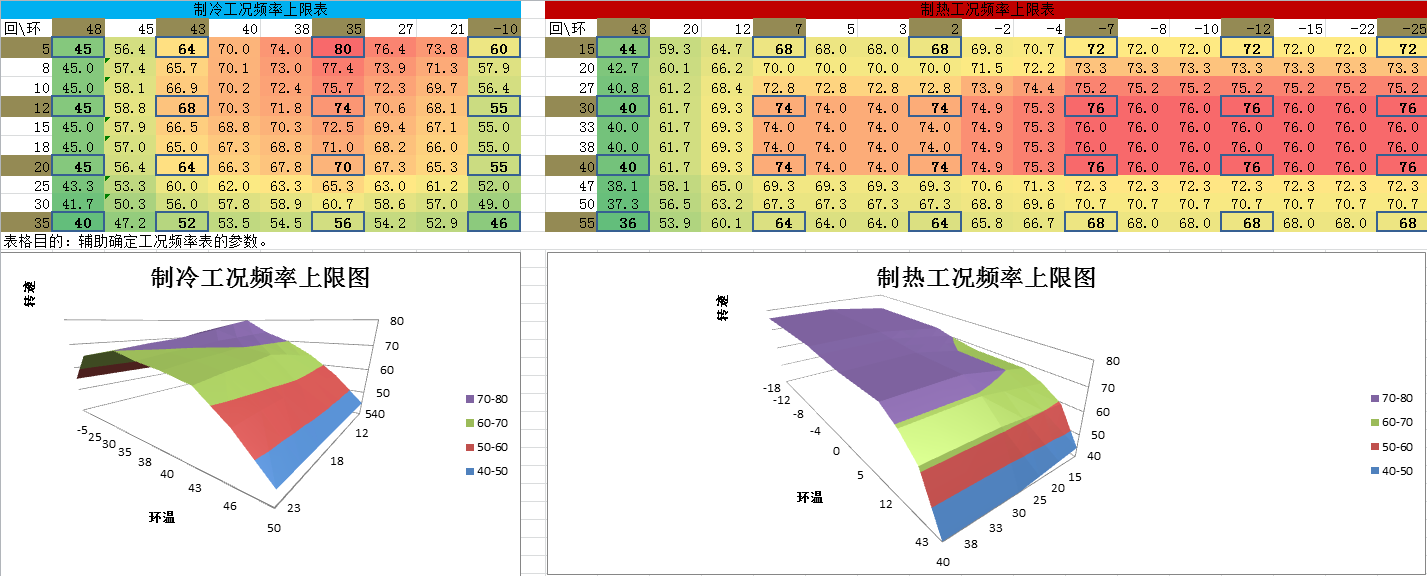 制冷工况频率上限表
回\环 48 45 43 40 38 35 27 21 -10
5 45 56.4 64 70.0 74.0 80 76.4 73.8 60
8 45.0 57.4 65.7 70.1 73.0 77.4 73.9 71.3 57.9
10 45.0 58.1 66.9 70.2 72.4 75.7 72.3 69.7 56.4
12 45 58.8 68 70.3 71.8 74 70.6 68.1 55
15 45.0 57.9 66.5 68.8 70.3 72.5 69.4 67.1 55.0
18 45.0 57.0 65.0 67.3 68.8 71.0 68.2 66.0 55.0
20 45 56.4 64 66.3 67.8 70 67.3 65.3 55
25 43.3 53.3 60.0 62.0 63.3 65.3 63.0 61.2 52.0
30 41.7 50.3 56.0 57.8 58.9 60.7 58.6 57.0 49.0
35 40 47.2 52 53.5 54.5 56 54.2 52.9 46
表格目的：辅助确定工况频率表的参数。
制热工况频率上限表
回\环 43 20 12 7 5 3 2 -2 -4 -7 -8 -10 -12 -15 -22 -25
15 44 59.3 64.7 68 68.0 68.0 68 69.8 70.7 72 72.0 72.0 72 72.0 72.0 72
20 42.7 60.1 66.2 70.0 70.0 70.0 70.0 71.5 72.2 73.3 73.3 73.3 73.3 73.3 73.3 73.3
27 40.8 61.2 68.4 72.8 72.8 72.8 72.8 73.9 74.4 75.2 75.2 75.2 75.2 75.2 75.2 75.2
30 40 61.7 69.3 74 74.0 74.0 74 74.9 75.3 76 76.0 76.0 76 76.0 76.0 76
33 40.0 61.7 69.3 74.0 74.0 74.0 74.0 74.9 75.3 76.0 76.0 76.0 76.0 76.0 76.0 76.0
38 40.0 61.7 69.3 74.0 74.0 74.0 74.0 74.9 75.3 76.0 76.0 76.0 76.0 76.0 76.0 76.0
40 40 61.7 69.3 74 74.0 74.0 74 74.9 75.3 76 76.0 76.0 76 76.0 76.0 76
47 38.1 58.1 65.0 69.3 69.3 69.3 69.3 70.6 71.3 72.3 72.3 72.3 72.3 72.3 72.3 72.3
50 37.3 56.5 63.2 67.3 67.3 67.3 67.3 68.8 69.6 70.7 70.7 70.7 70.7 70.7 70.7 70.7
55 36 53.9 60.1 64 64.0 64.0 64 65.8 66.7 68 68.0 68.0 68 68.0 68.0 68
制冷工况频率上限图
转速
80
70
60
50
540
12
18
23
-5
25
30
35
38
40
43
46
50
环温
70-80
60-70
50-60
40-50
制热工况频率上限图
转速
80
70
60
50
40
15
20
25
30
33
38
40
-18
-12
-8
-4
0
5
12
43
环温
70-80
60-70
50-60
40-50